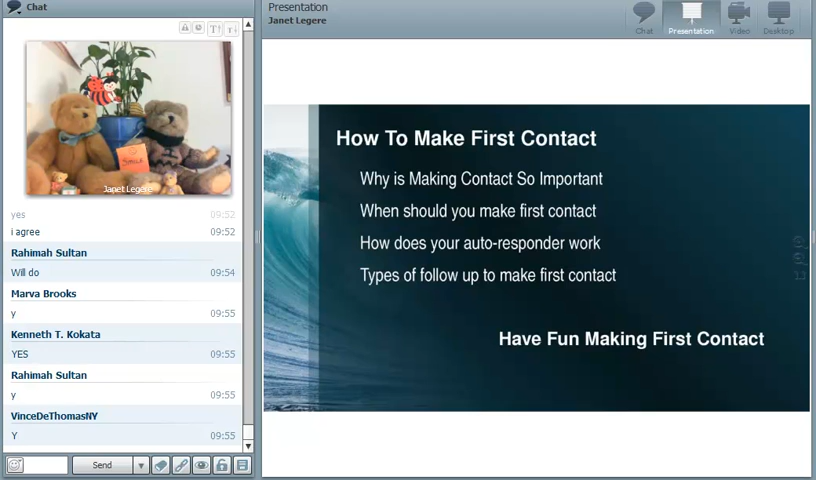 Chat
Janet Legere
yes 09:52
i agree 09:52
Rahimah Sultan
Will do 09:54
Marva Brooks
y 09:55
Kenneth T. Kokata
YES 09:55
Rahimah Sultan
y 09:55
VinceDeThomasNY
Y 09:55
Send
Presentation
Janet Legere
Chat
Presentation
Video
Desktop
How To Make First Contact
Why is Making Contact So Important
When should you make first contact
How does your auto-responder work
Types of follow up to make first contact
Have Fun Making First Contact